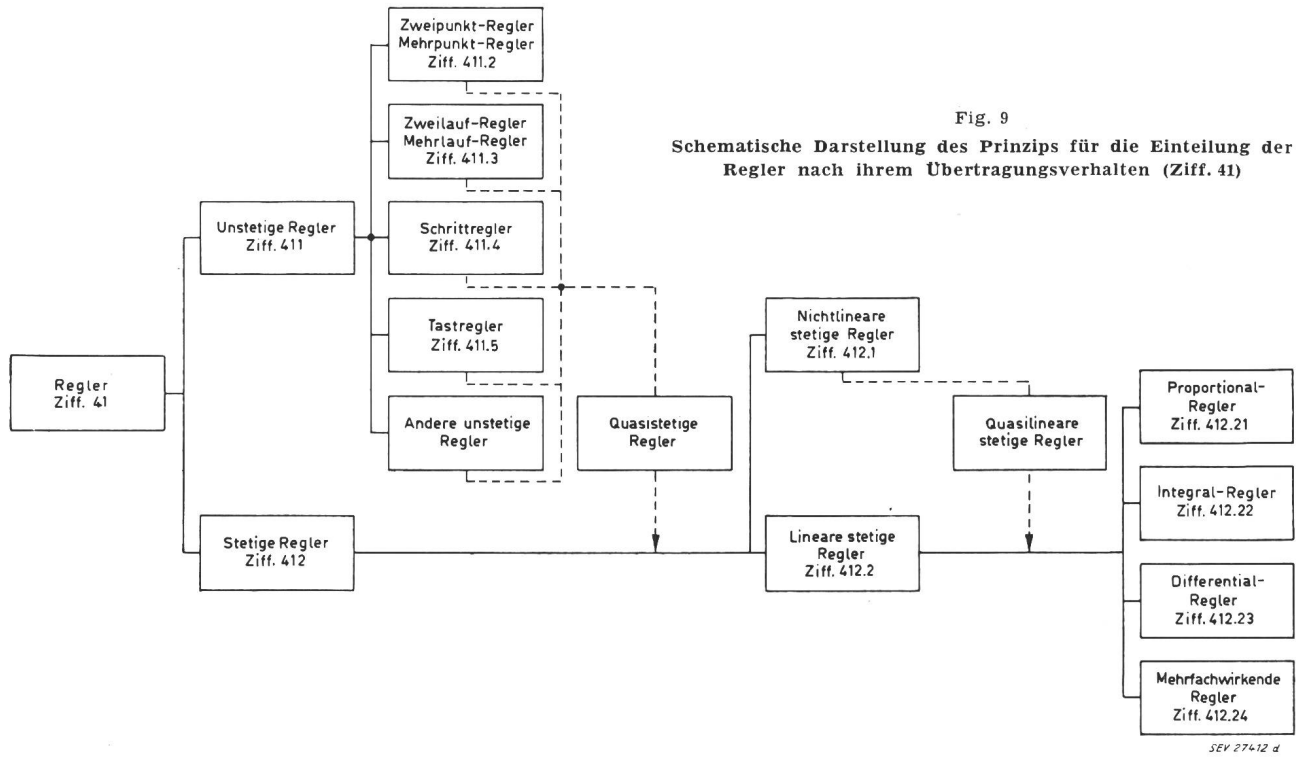 Zweipunkt-Regler
Mehrpunkt-Regler
Ziff. 411.2
Zweilauf-Regler
Mehrlauf-Regler
Ziff. 411.3
Fig. 9
Schematische Darstellung des Prinzips für die Einteilung der
Regler nach ihrem Übertragungsverhalten (Ziff. 41)
Unstetige Regler
Ziff. 411
Schrittregler
Ziff. 411.4
Tastregler
Ziff. 411.5
Nichtlineare
stetige Regler
Ziff. 412.1
Regler
Ziff. 41
Andere unstetige
Regler
Quasistetige
Regler
Quasilineare
stetige Regler
Proportional-
Regler
Ziff. 412.21
Integral-Regler
Ziff. 412.22
Stetige Regler
Ziff. 412
Lineare stetige
Regler
Ziff. 412.2
Differential-
Regler
Ziff. 412.23
Mehrfachwirkende
Regler
Ziff. 412.24
SEV 27412 d